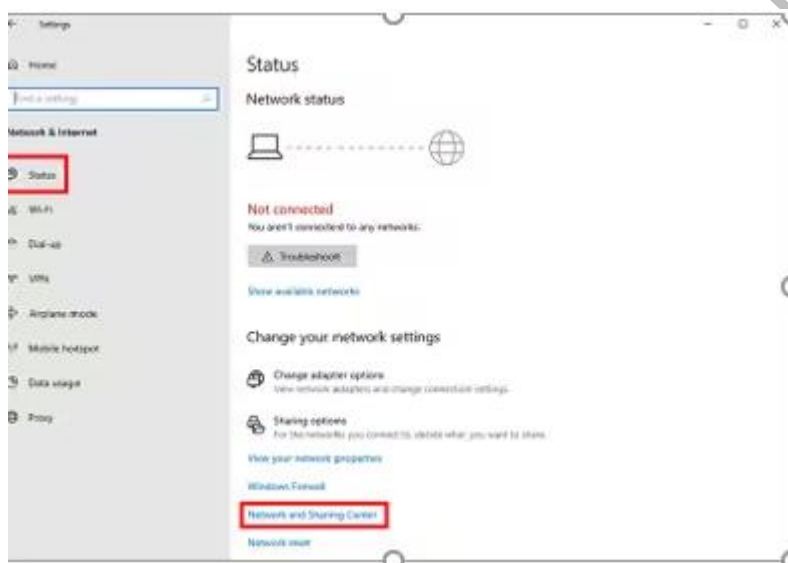 Settings
Home
Find a setting
Network & Internet
Status
Wi-Fi
Dial-up
VPN
Airplane mode
Mobile hotspot
Data usage
Proxy
Status
Network status
Not connected
You aren't connected to any networks.
Troubleshoot
Show available networks
Change your network settings
Change adapter options
View network adapters and change connection settings.
Sharing options
For the networks you connect to, decide what you want to share.
View your network properties
Windows Firewall
Network and Sharing Center
Network reset